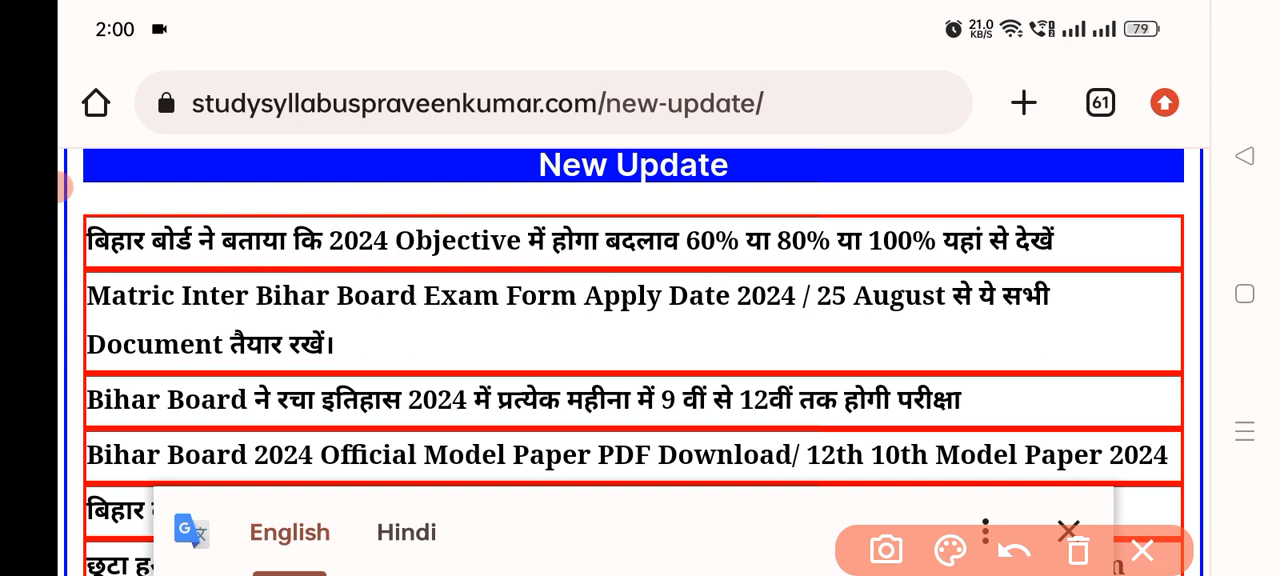 2:00
21.0 KB/S
79
studysyllabuspraveenkumar.com/new-update/
61
New Update
बिहार बोर्ड ने बताया कि 2024 Objective में होगा बदलाव 60% या 80% या 100% यहां से देखें
Matric Inter Bihar Board Exam Form Apply Date 2024 / 25 August से ये सभी
Document तैयार रखें।
Bihar Board ने रचा इतिहास 2024 में प्रत्येक महीना में 9 वीं से 12वीं तक होगी परीक्षा
Bihar Board 2024 Official Model Paper PDF Download/ 12th 10th Model Paper 2024
बिहार
English Hindi
छूटा